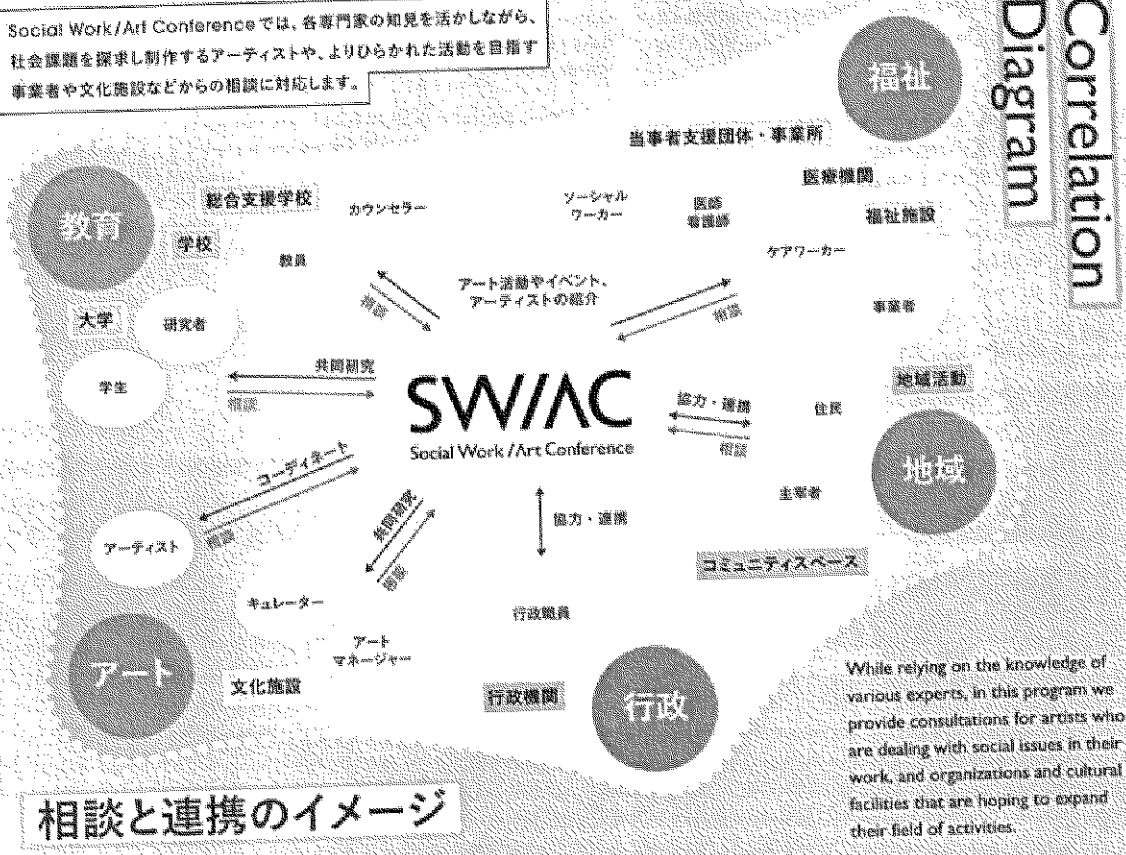 Social Work/Art Conferenceでは、各専門家の知見を活かしながら、
社会課題を探求し制作するアーティストや、よりひらかれた活動を目指す
事業者や文化施設などからの相談に対応します。
Correlation
Diagram
福祉
当事者支援団体・事業所
医療機関
福祉施設
教育
総合支援学校
学校
カウンセラー
ソーシャル
ワーカー
医師
看護師
ケアワーカー
教員
アート活動やイベント、
アーティストの紹介
相談
相談
事業者
大学
研究者
学生
共同研究
相談
SW/AC
Social Work /Art Conference
協力・連携
相談
住民
地域活動
地域
主宰者
コミュニティスペース
コーディネート
相談
アーティスト
共同研究
相談
協力・連携
キュレーター
アート
マネージャー
行政職員
アート
文化施設
行政機関
行政
While relying on the knowledge of
various experts, in this program we
provide consultations for artists who
are dealing with social issues in their
work, and organizations and cultural
facilities that are hoping to expand
their field of activities.
相談と連携のイメージ